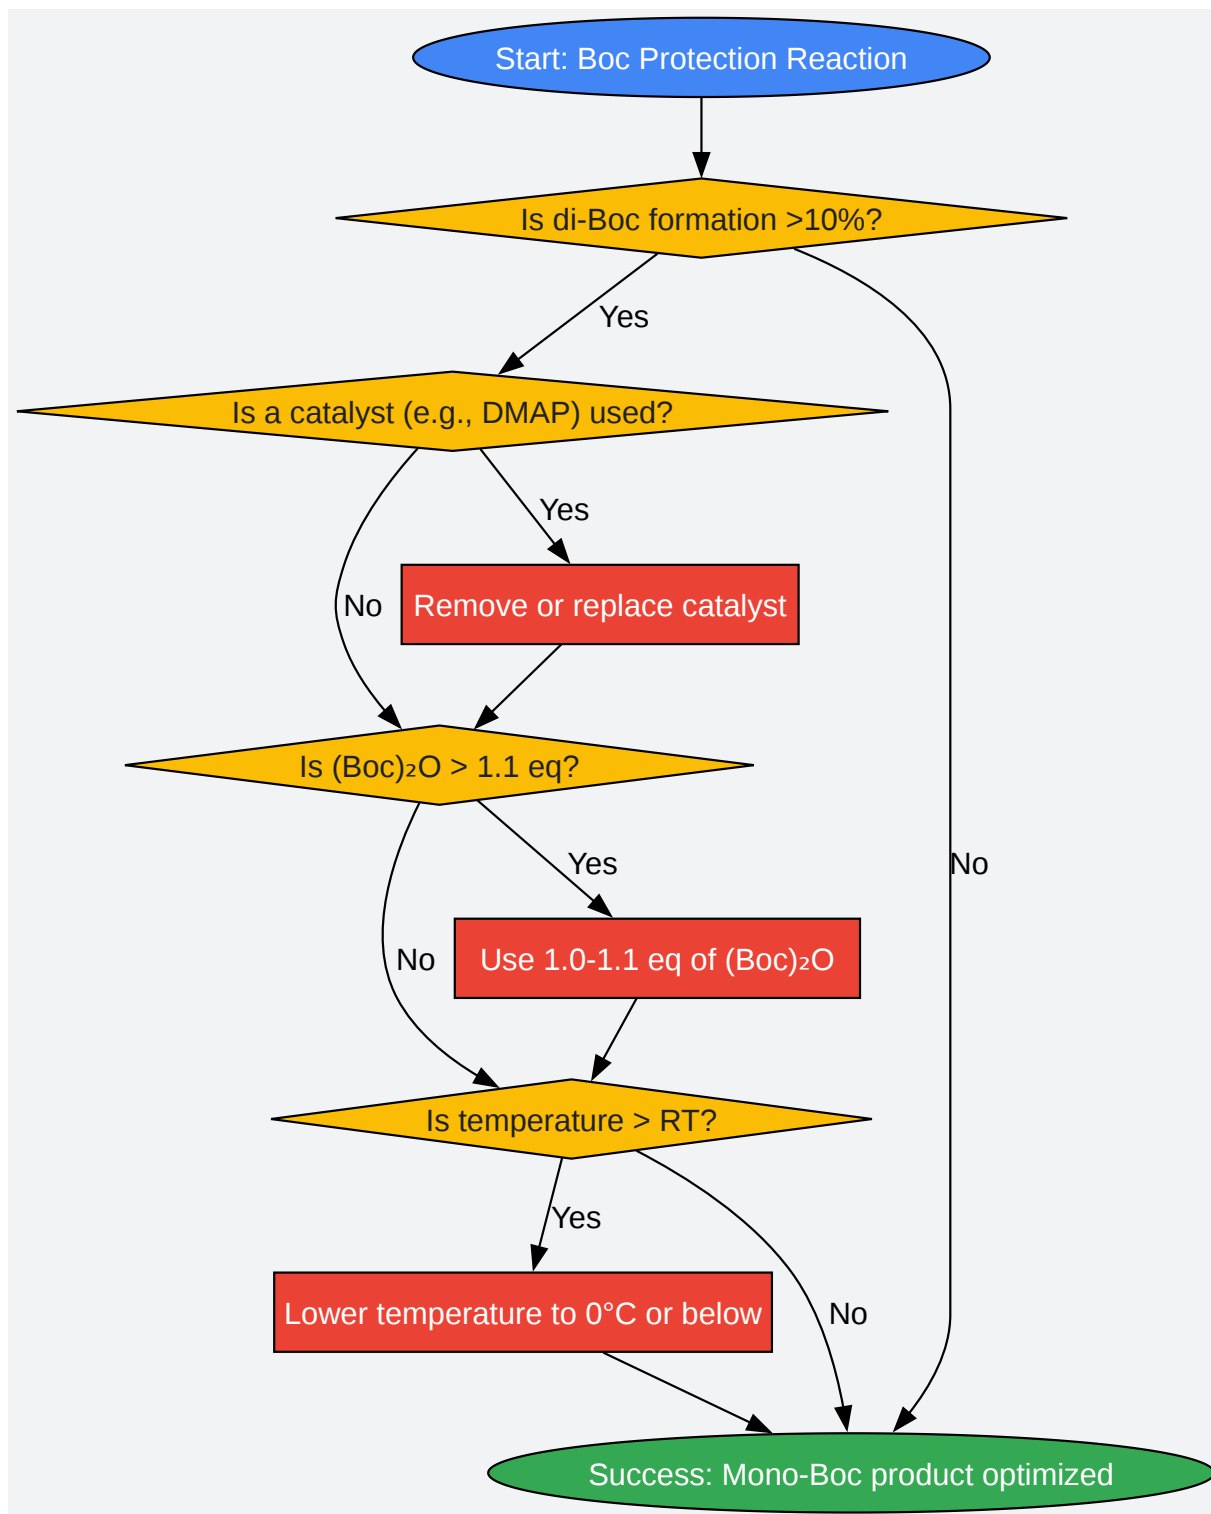 Start: Boc Protection Reaction
Is di-Boc formation >10%?
Yes
Is a catalyst (e.g., DMAP) used?
Yes
No
Remove or replace catalyst
Is (Boc)₂O > 1.1 eq?
Yes
No
No
Use 1.0-1.1 eq of (Boc)₂O
Is temperature > RT?
Yes
Lower temperature to 0°C or below
No
Success: Mono-Boc product optimized